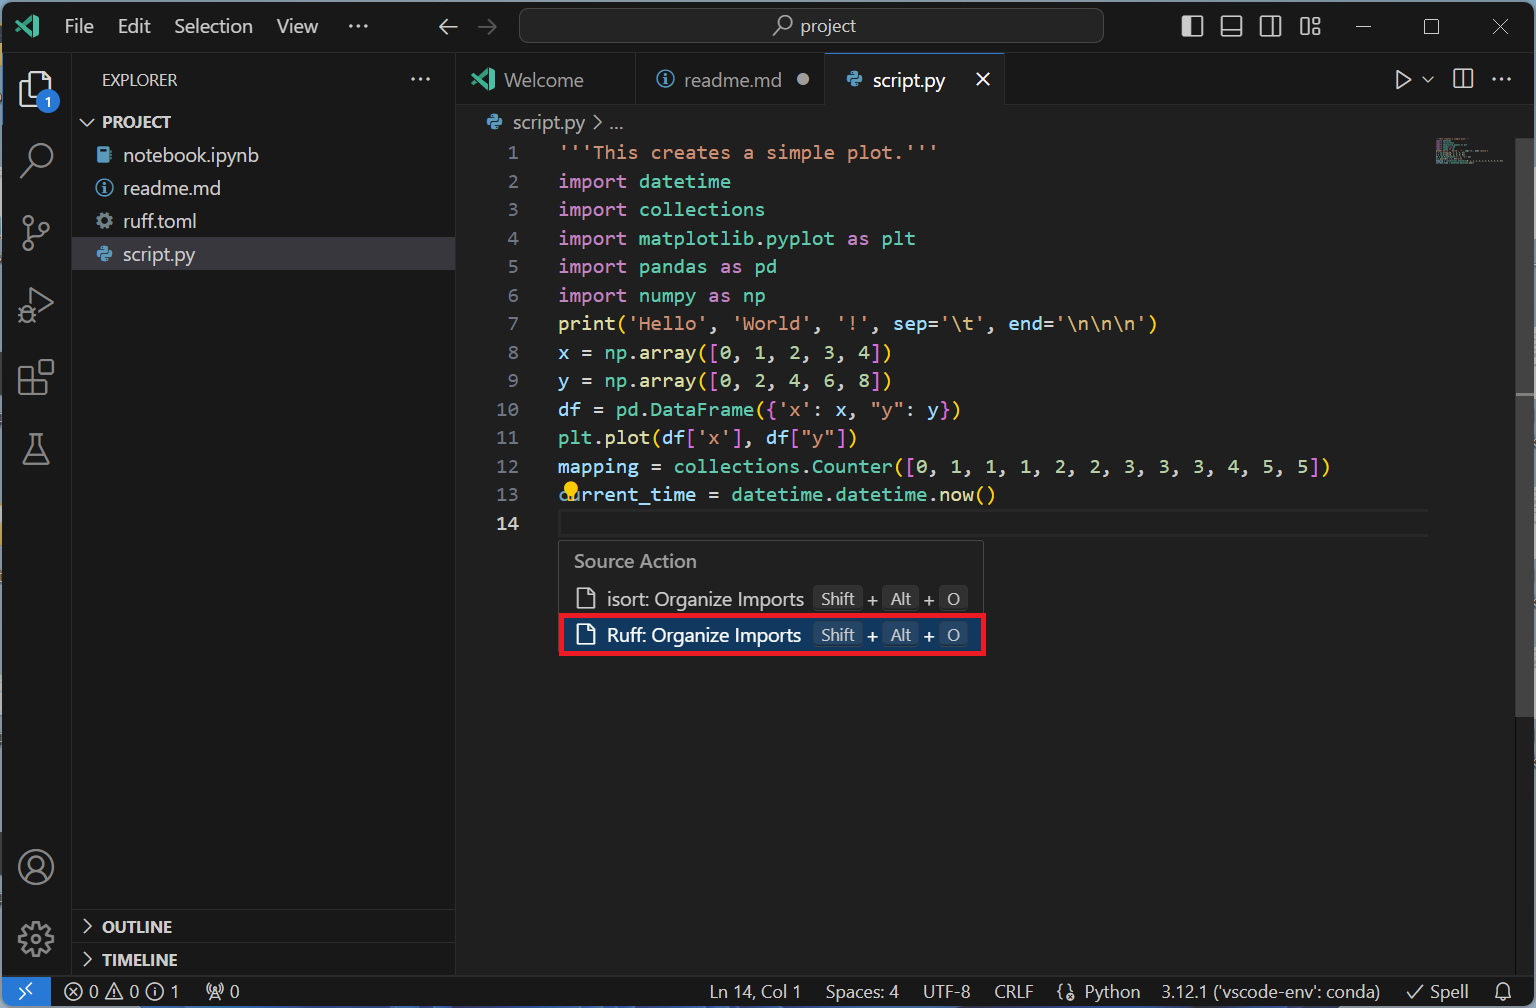 File Edit Selection View ···
project
EXPLORER ···
Welcome
readme.md
script.py
PROJECT
notebook.ipynb
readme.md
ruff.toml
script.py
script.py > ...
1 '''This creates a simple plot.'''
2 import datetime
3 import collections
4 import matplotlib.pyplot as plt
5 import pandas as pd
6 import numpy as np
7 print('Hello', 'World', '!', sep='\t', end='\n\n\n')
8 x = np.array([0, 1, 2, 3, 4])
9 y = np.array([0, 2, 4, 6, 8])
10 df = pd.DataFrame({'x': x, "y": y})
11 plt.plot(df['x'], df["y"])
12 mapping = collections.Counter([0, 1, 1, 1, 2, 2, 3, 3, 3, 4, 5, 5])
13 current_time = datetime.datetime.now()
14
Source Action
isort: Organize Imports Shift + Alt + O
Ruff: Organize Imports Shift + Alt + O
1
OUTLINE
TIMELINE
0 0 1 0 Ln 14, Col 1 Spaces: 4 UTF-8 CRLF Python 3.12.1 ('vscode-env': conda) Spell